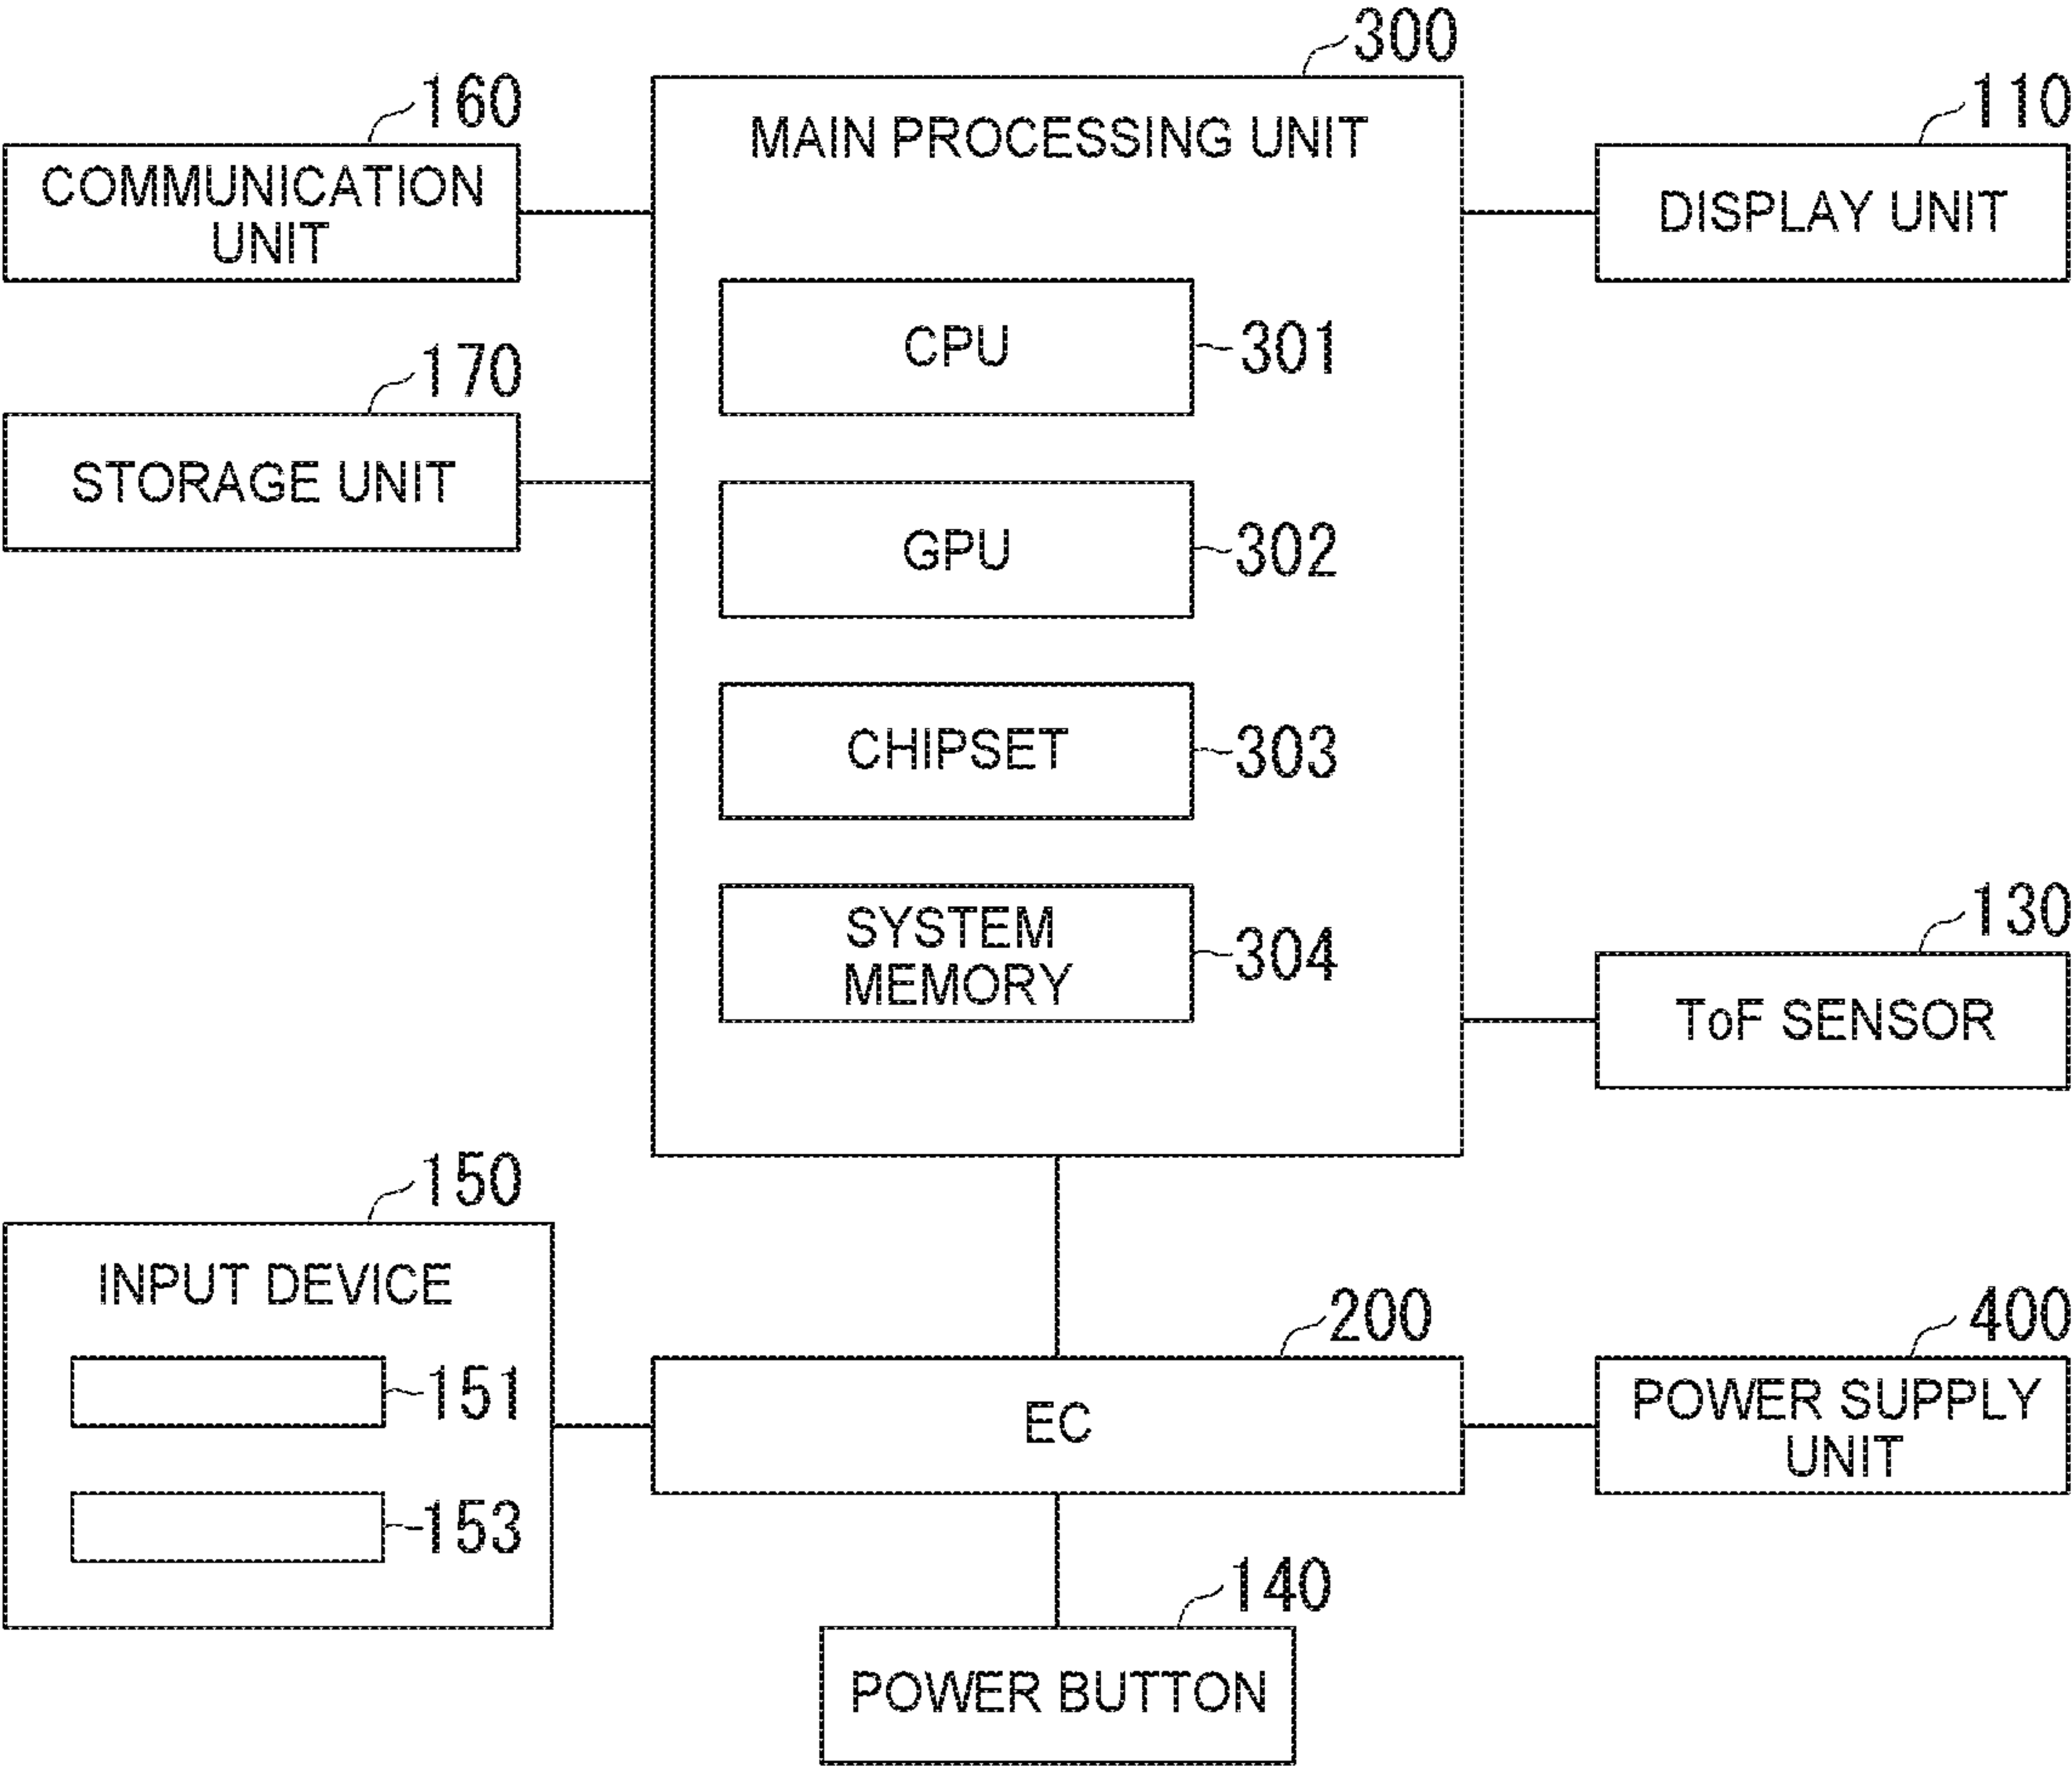 300
160
110
MAIN PROCESSING UNIT
COMMUNICATION
UNIT
DISPLAY UNIT
CPU
301
170
STORAGE UNIT
GPU
302
CHIPSET
303
SYSTEM
MEMORY
304
130
ToF SENSOR
150
INPUT DEVICE
151
153
200
EC
400
POWER SUPPLY
UNIT
140
POWER BUTTON